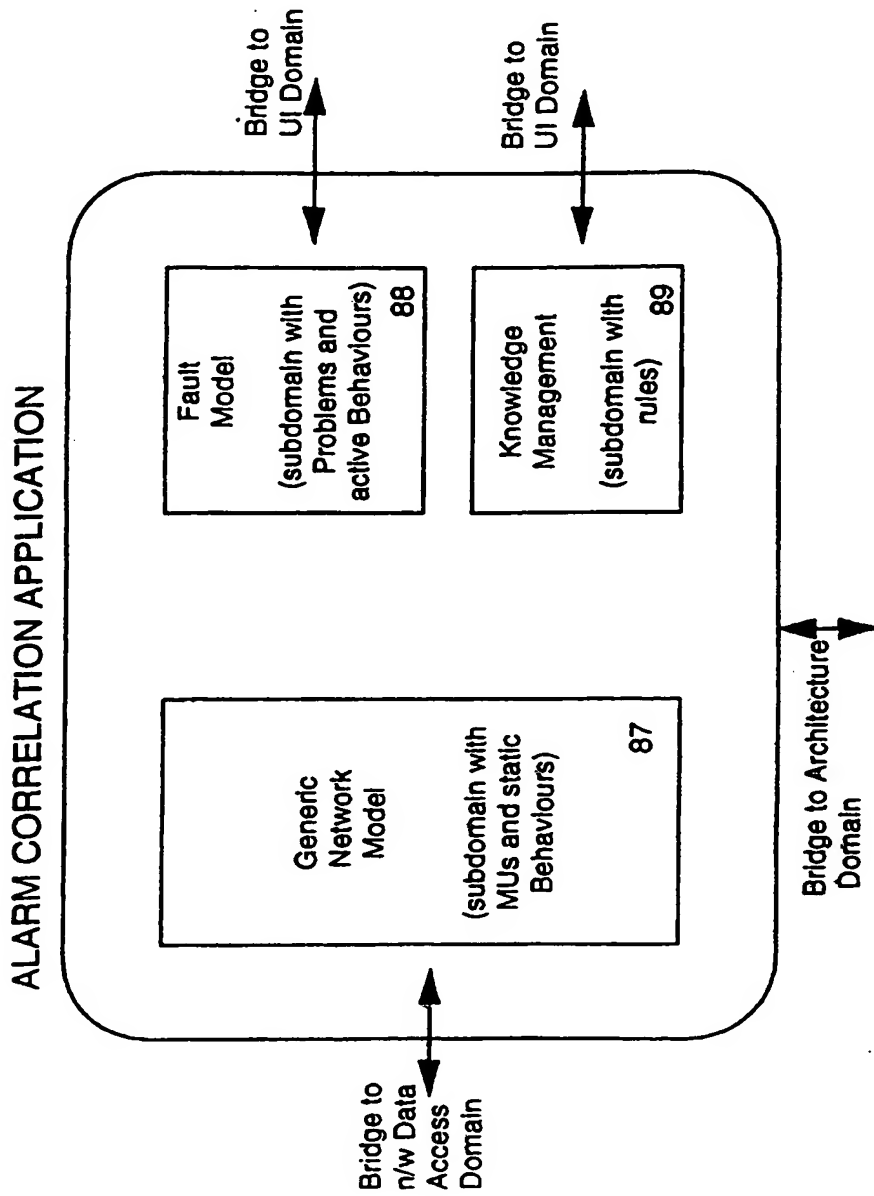 ALARM CORRELATION APPLICATION
Bridge to
n/w Data
Access
Domain
Generic
Network
Model
(subdomain with
MUs and static
Behaviours)
87
Fault
Model
(subdomain with
Problems and
active Behaviours)
88
Knowledge
Management
(subdomain with
rules)
89
Bridge to
UI Domain
Bridge to
UI Domain
Bridge to Architecture
Domain